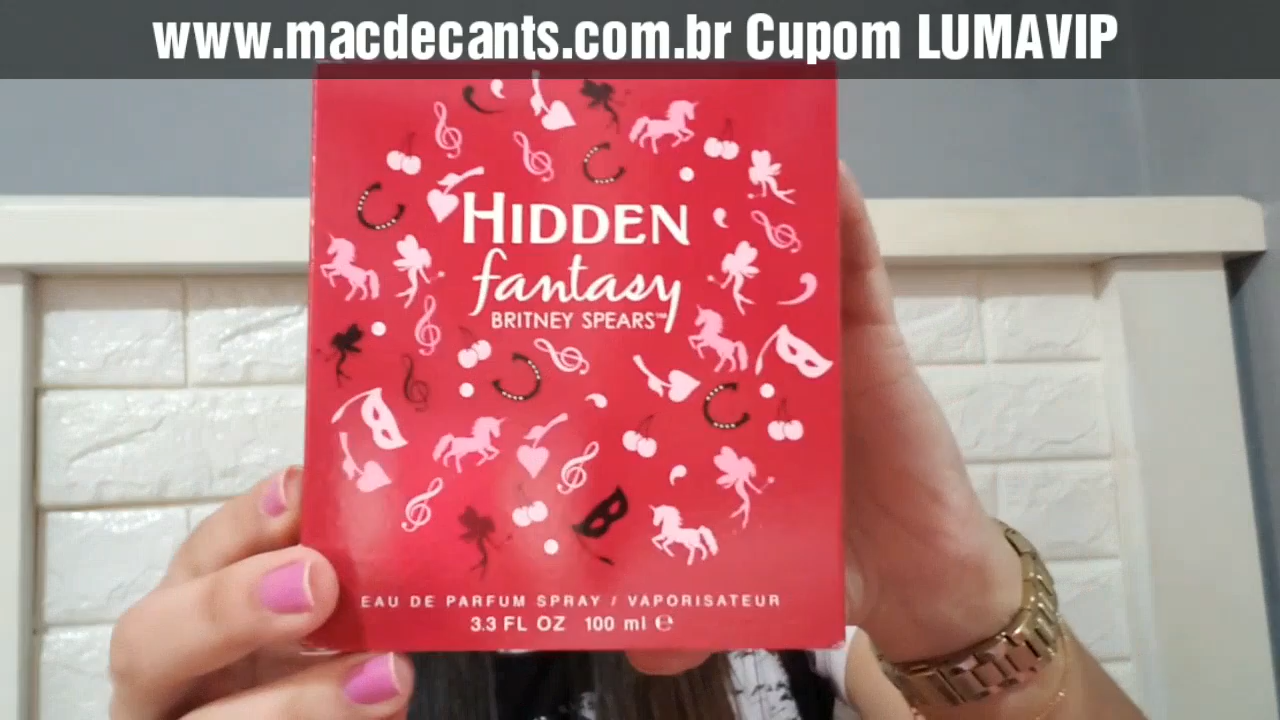 www.macdecants.com.br Cupom LUMAVIP
HIDDEN
fantasy
BRITNEY SPEARS™
EAU DE PARFUM SPRAY / VAPORISATEUR
3.3 FL OZ 100 ml ℮